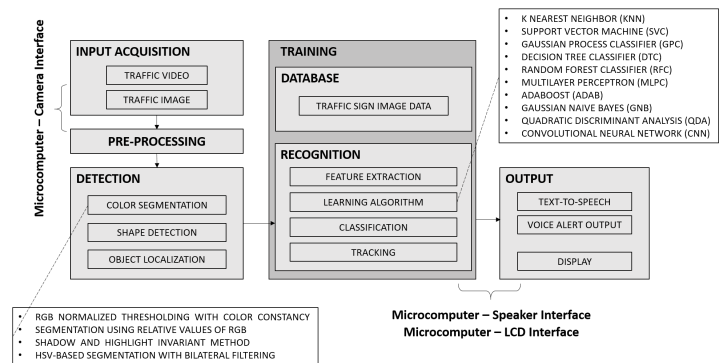 Microcomputer – Camera Interface
INPUT ACQUISITION
TRAFFIC VIDEO
TRAFFIC IMAGE
PRE-PROCESSING
DETECTION
COLOR SEGMENTATION
SHAPE DETECTION
OBJECT LOCALIZATION
TRAINING
DATABASE
TRAFFIC SIGN IMAGE DATA
RECOGNITION
FEATURE EXTRACTION
LEARNING ALGORITHM
CLASSIFICATION
TRACKING
• K NEAREST NEIGHBOR (KNN)
• SUPPORT VECTOR MACHINE (SVC)
• GAUSSIAN PROCESS CLASSIFIER (GPC)
• DECISION TREE CLASSIFIER (DTC)
• RANDOM FOREST CLASSIFIER (RFC)
• MULTILAYER PERCEPTRON (MLPC)
• ADABOOST (ADAB)
• GAUSSIAN NAIVE BAYES (GNB)
• QUADRATIC DISCRIMINANT ANALYSIS (QDA)
• CONVOLUTIONAL NEURAL NETWORK (CNN)
OUTPUT
TEXT-TO-SPEECH
VOICE ALERT OUTPUT
DISPLAY
Microcomputer – Speaker Interface
Microcomputer – LCD Interface
• RGB NORMALIZED THRESHOLDING WITH COLOR CONSTANCY
• SEGMENTATION USING RELATIVE VALUES OF RGB
• SHADOW AND HIGHLIGHT INVARIANT METHOD
• HSV-BASED SEGMENTATION WITH BILATERAL FILTERING